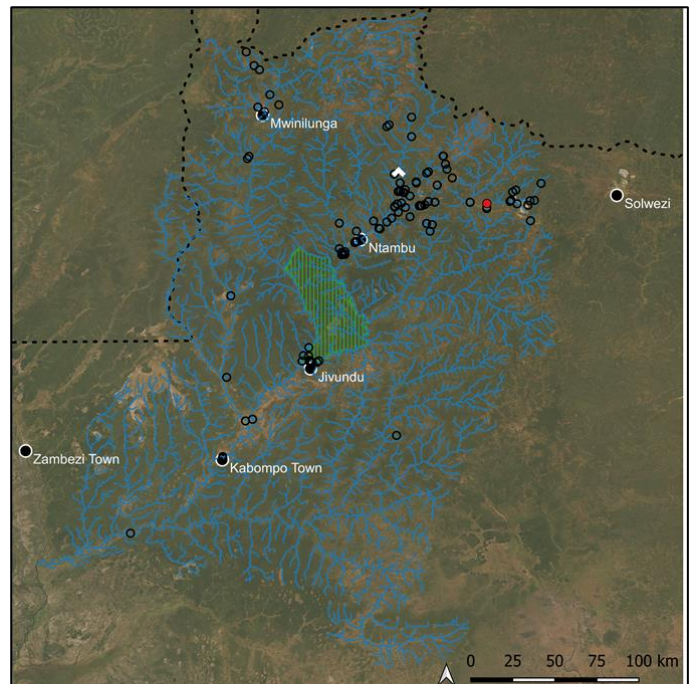 Mwinilunga
Solwezi
Ntambu
Jivundu
Zambezi Town
Kabompo Town
0 25 50 75 100 km